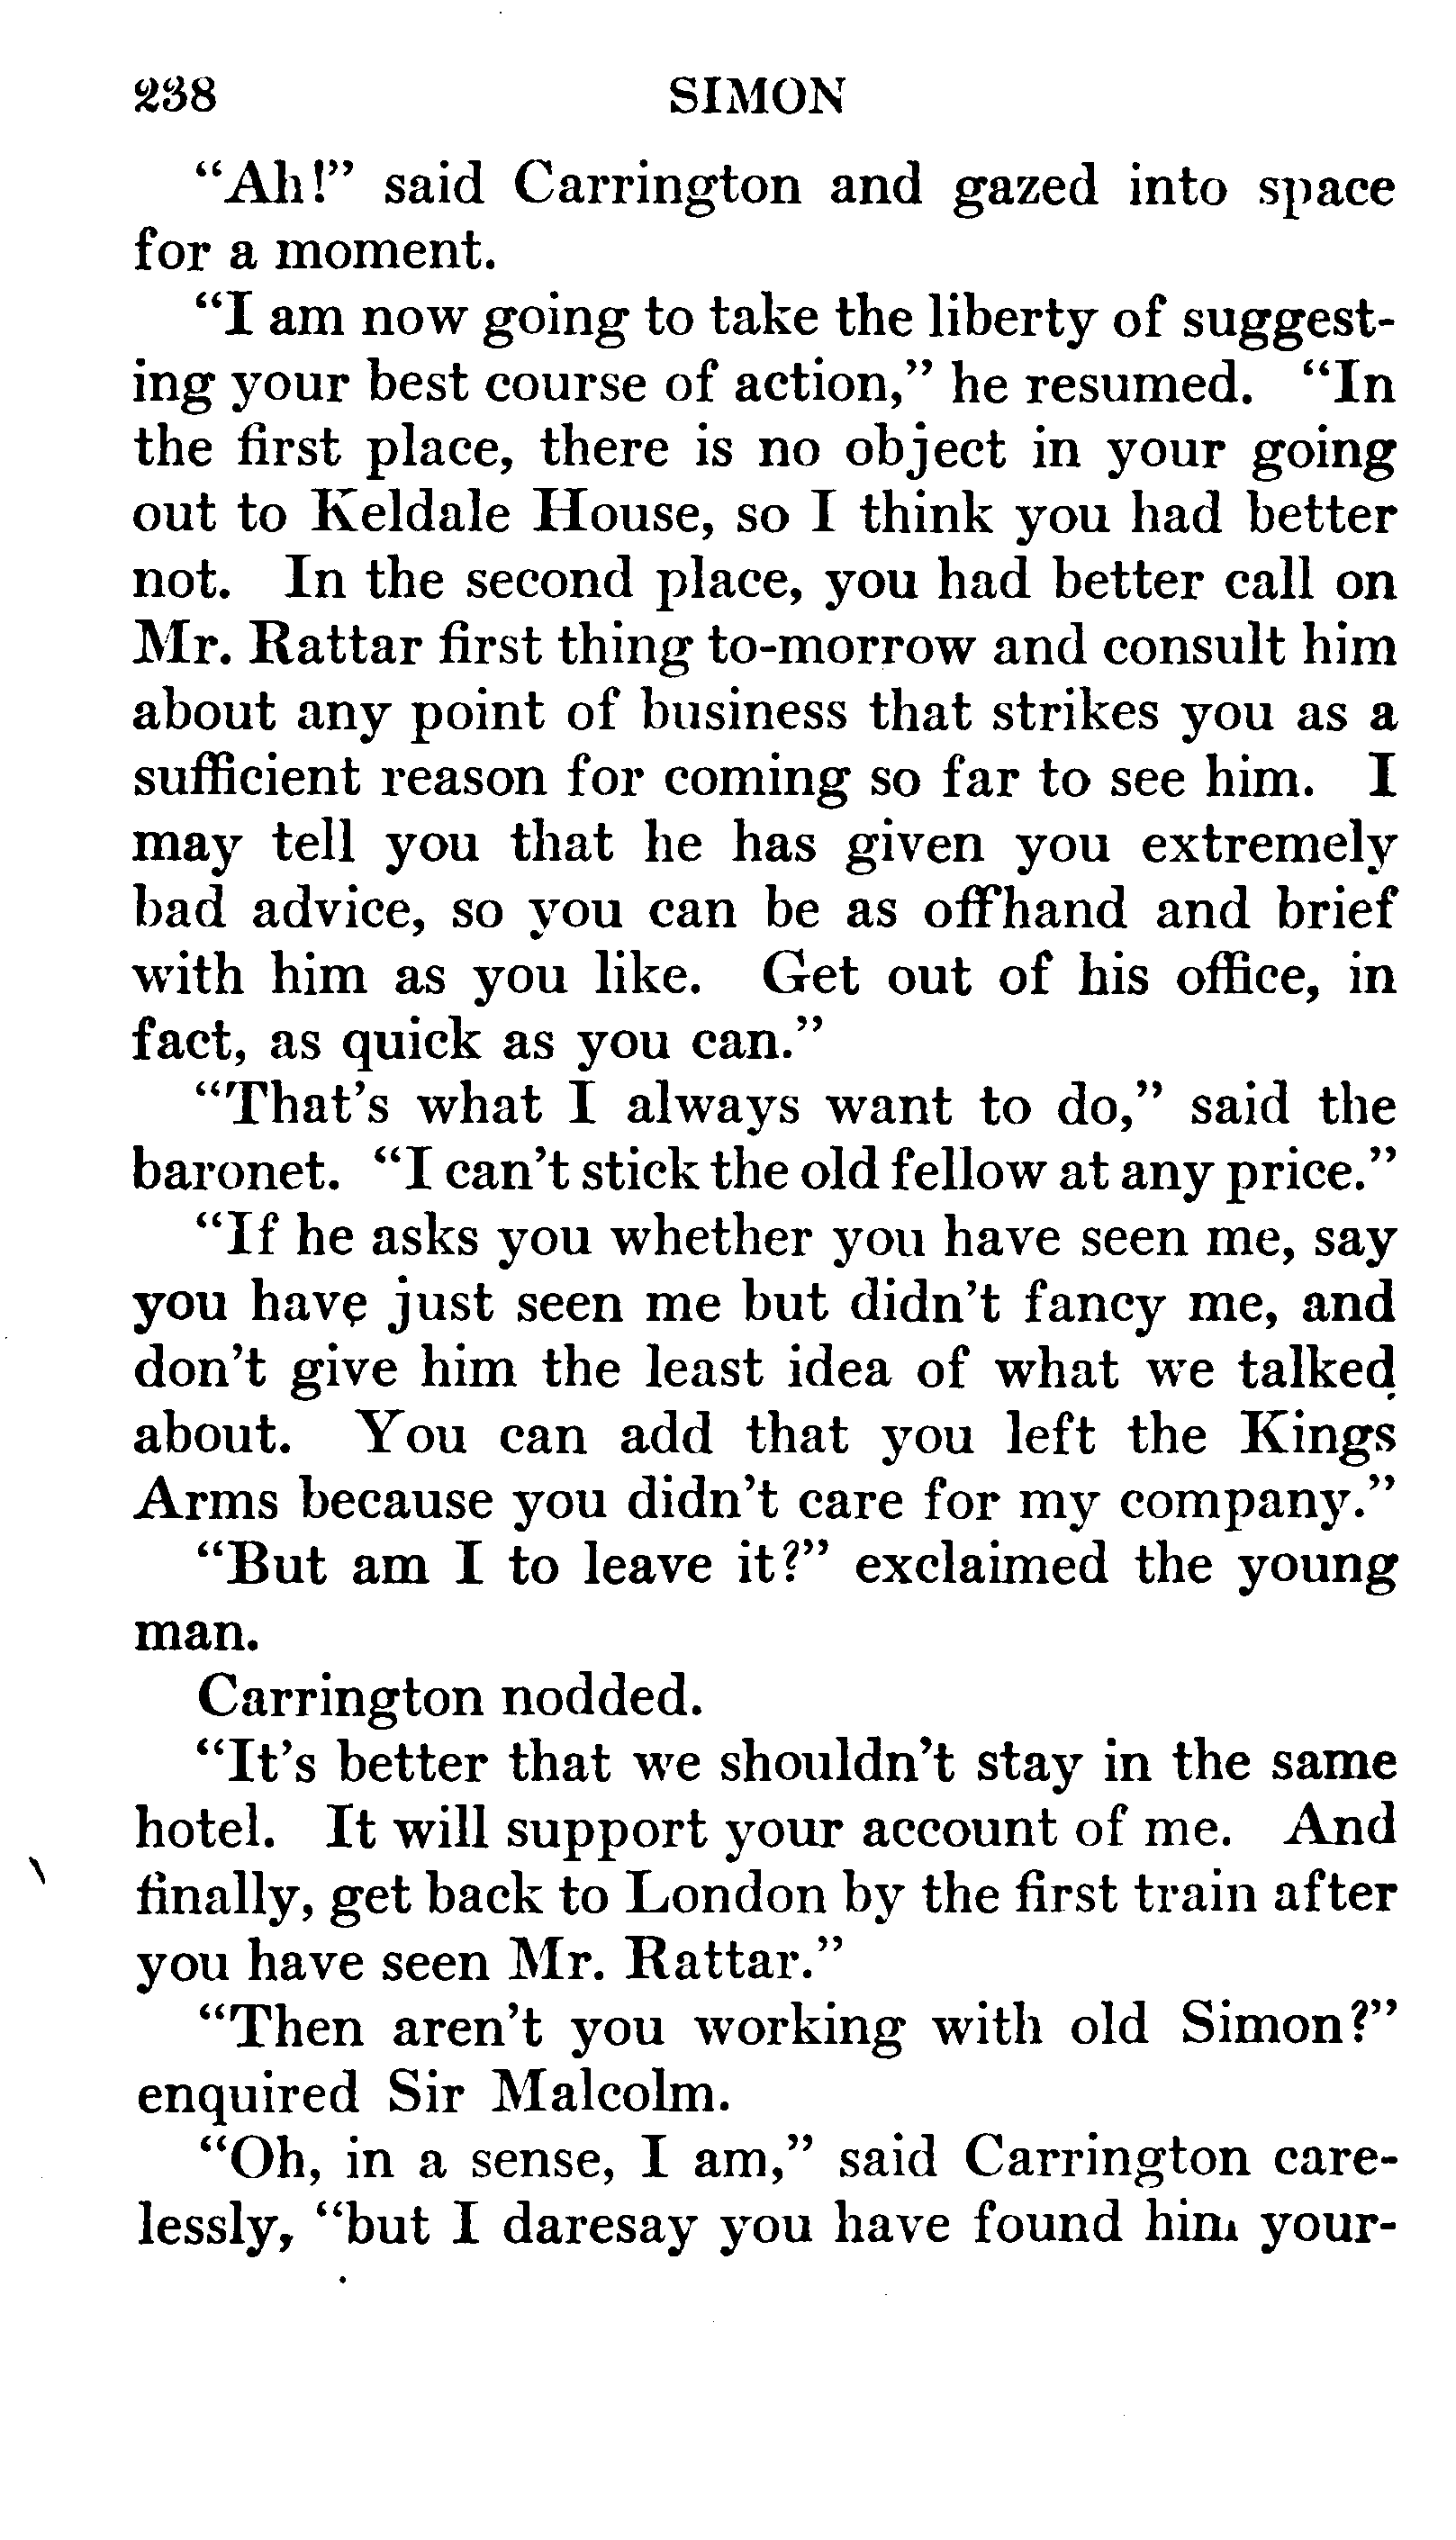 238 SIMON
"Ah!" said Carrington and gazed into space
for a moment.
"I am now going to take the liberty of suggest-
ing your best course of action," he resumed. "In
the first place, there is no object in your going
out to Keldale House, so I think you had better
not. In the second place, you had better call on
Mr. Rattar first thing to-morrow and consult him
about any point of business that strikes you as a
sufficient reason for coming so far to see him. I
may tell you that he has given you extremely
bad advice, so you can be as offhand and brief
with him as you like. Get out of his office, in
fact, as quick as you can."
"That's what I always want to do," said the
baronet. "I can't stick the old fellow at any price."
"If he asks you whether you have seen me, say
you have just seen me but didn't fancy me, and
don't give him the least idea of what we talked
about. You can add that you left the Kings
Arms because you didn't care for my company."
"But am I to leave it?" exclaimed the young
man.
Carrington nodded.
"It's better that we shouldn't stay in the same
hotel. It will support your account of me. And
finally, get back to London by the first train after
you have seen Mr. Rattar."
"Then aren't you working with old Simon?"
enquired Sir Malcolm.
"Oh, in a sense, I am," said Carrington care-
lessly, "but I daresay you have found him your-